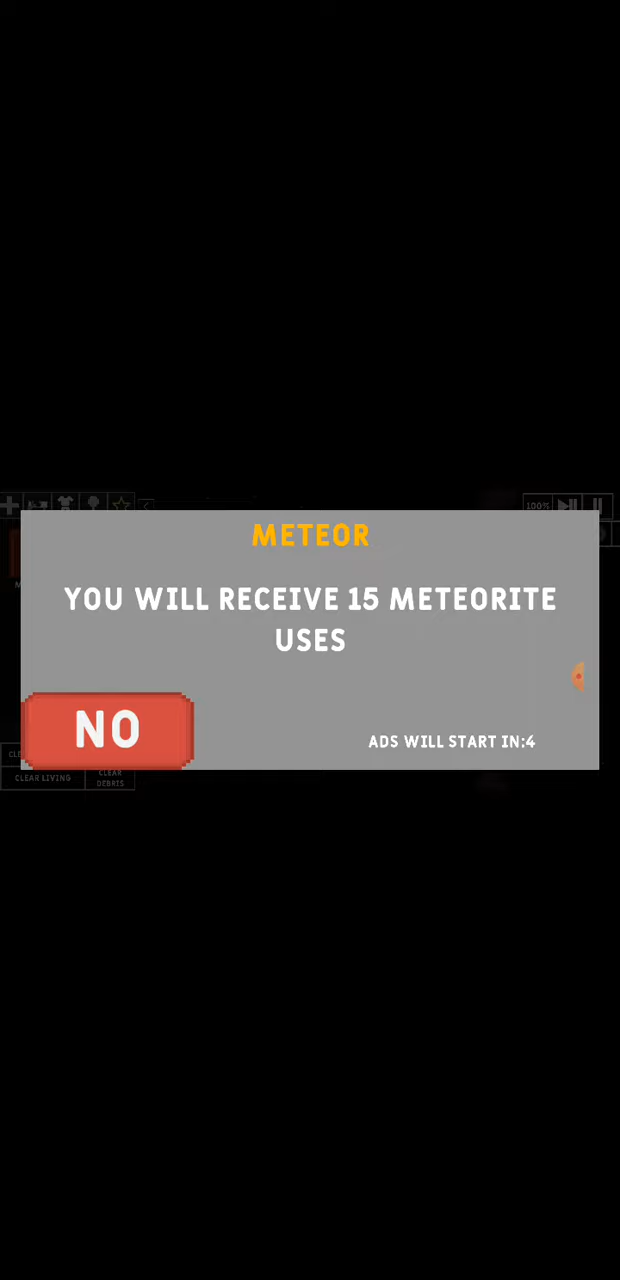 100%
METEOR
YOU WILL RECEIVE 15 METEORITE
USES
NO
ADS WILL START IN:4
CLEAR LIVING
CLEAR
DEBRIS